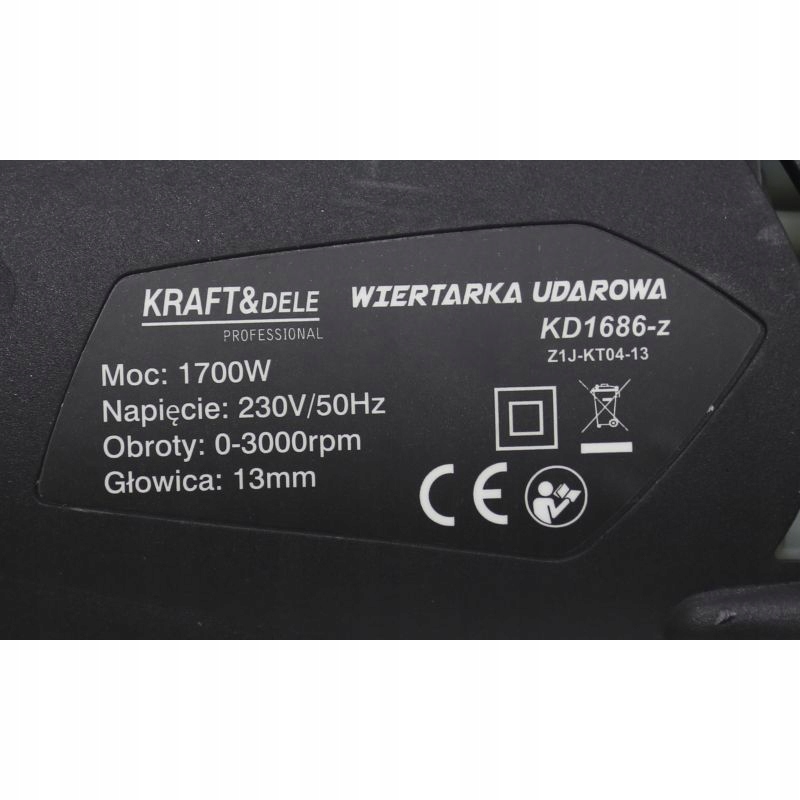 KRAFT&DELE
PROFESSIONAL
WIERTARKA UDAROWA
KD1686-z
Z1J-KT04-13
Moc: 1700W
Napięcie: 230V/50Hz
Obroty: 0-3000rpm
Głowica: 13mm
CE